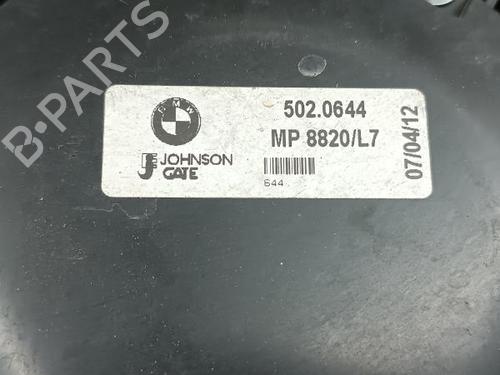 BMW
502.0644
MP 8820/L7
JOHNSON
GATE
644
07/04/12
B-PARTS